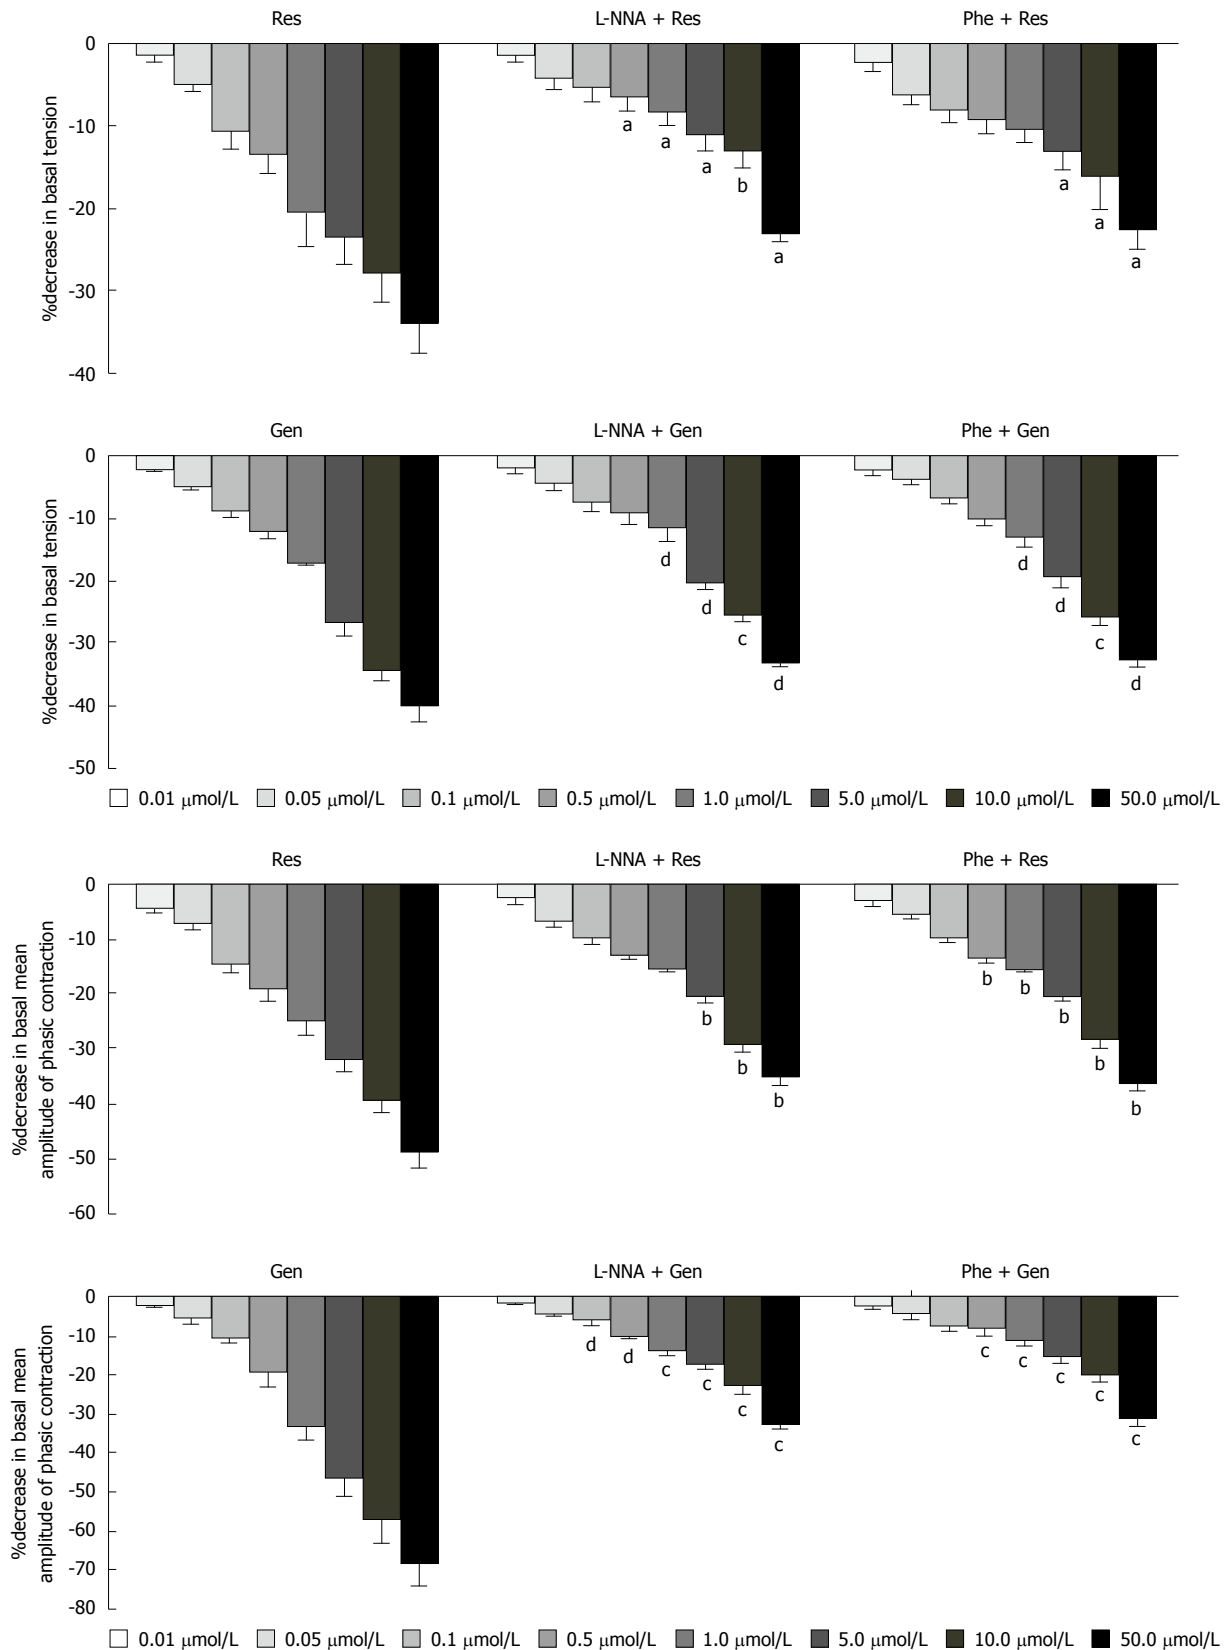 Res L-NNA + Res Phe + Res
0
-10
-20
-30
-40
%decrease in basal tension
a a a b a
a a a
Gen L-NNA + Gen Phe + Gen
0
-10
-20
-30
-40
-50
%decrease in basal tension
d d c d
d d c d
0.01 μmol/L 0.05 μmol/L 0.1 μmol/L 0.5 μmol/L 1.0 μmol/L 5.0 μmol/L 10.0 μmol/L 50.0 μmol/L
Res L-NNA + Res Phe + Res
0
-10
-20
-30
-40
-50
-60
%decrease in basal mean
amplitude of phasic contraction
b b b
b b b b b
Gen L-NNA + Gen Phe + Gen
0
-10
-20
-30
-40
-50
-60
-70
-80
%decrease in basal mean
amplitude of phasic contraction
d d c c c c
c c c c c
0.01 μmol/L 0.05 μmol/L 0.1 μmol/L 0.5 μmol/L 1.0 μmol/L 5.0 μmol/L 10.0 μmol/L 50.0 μmol/L